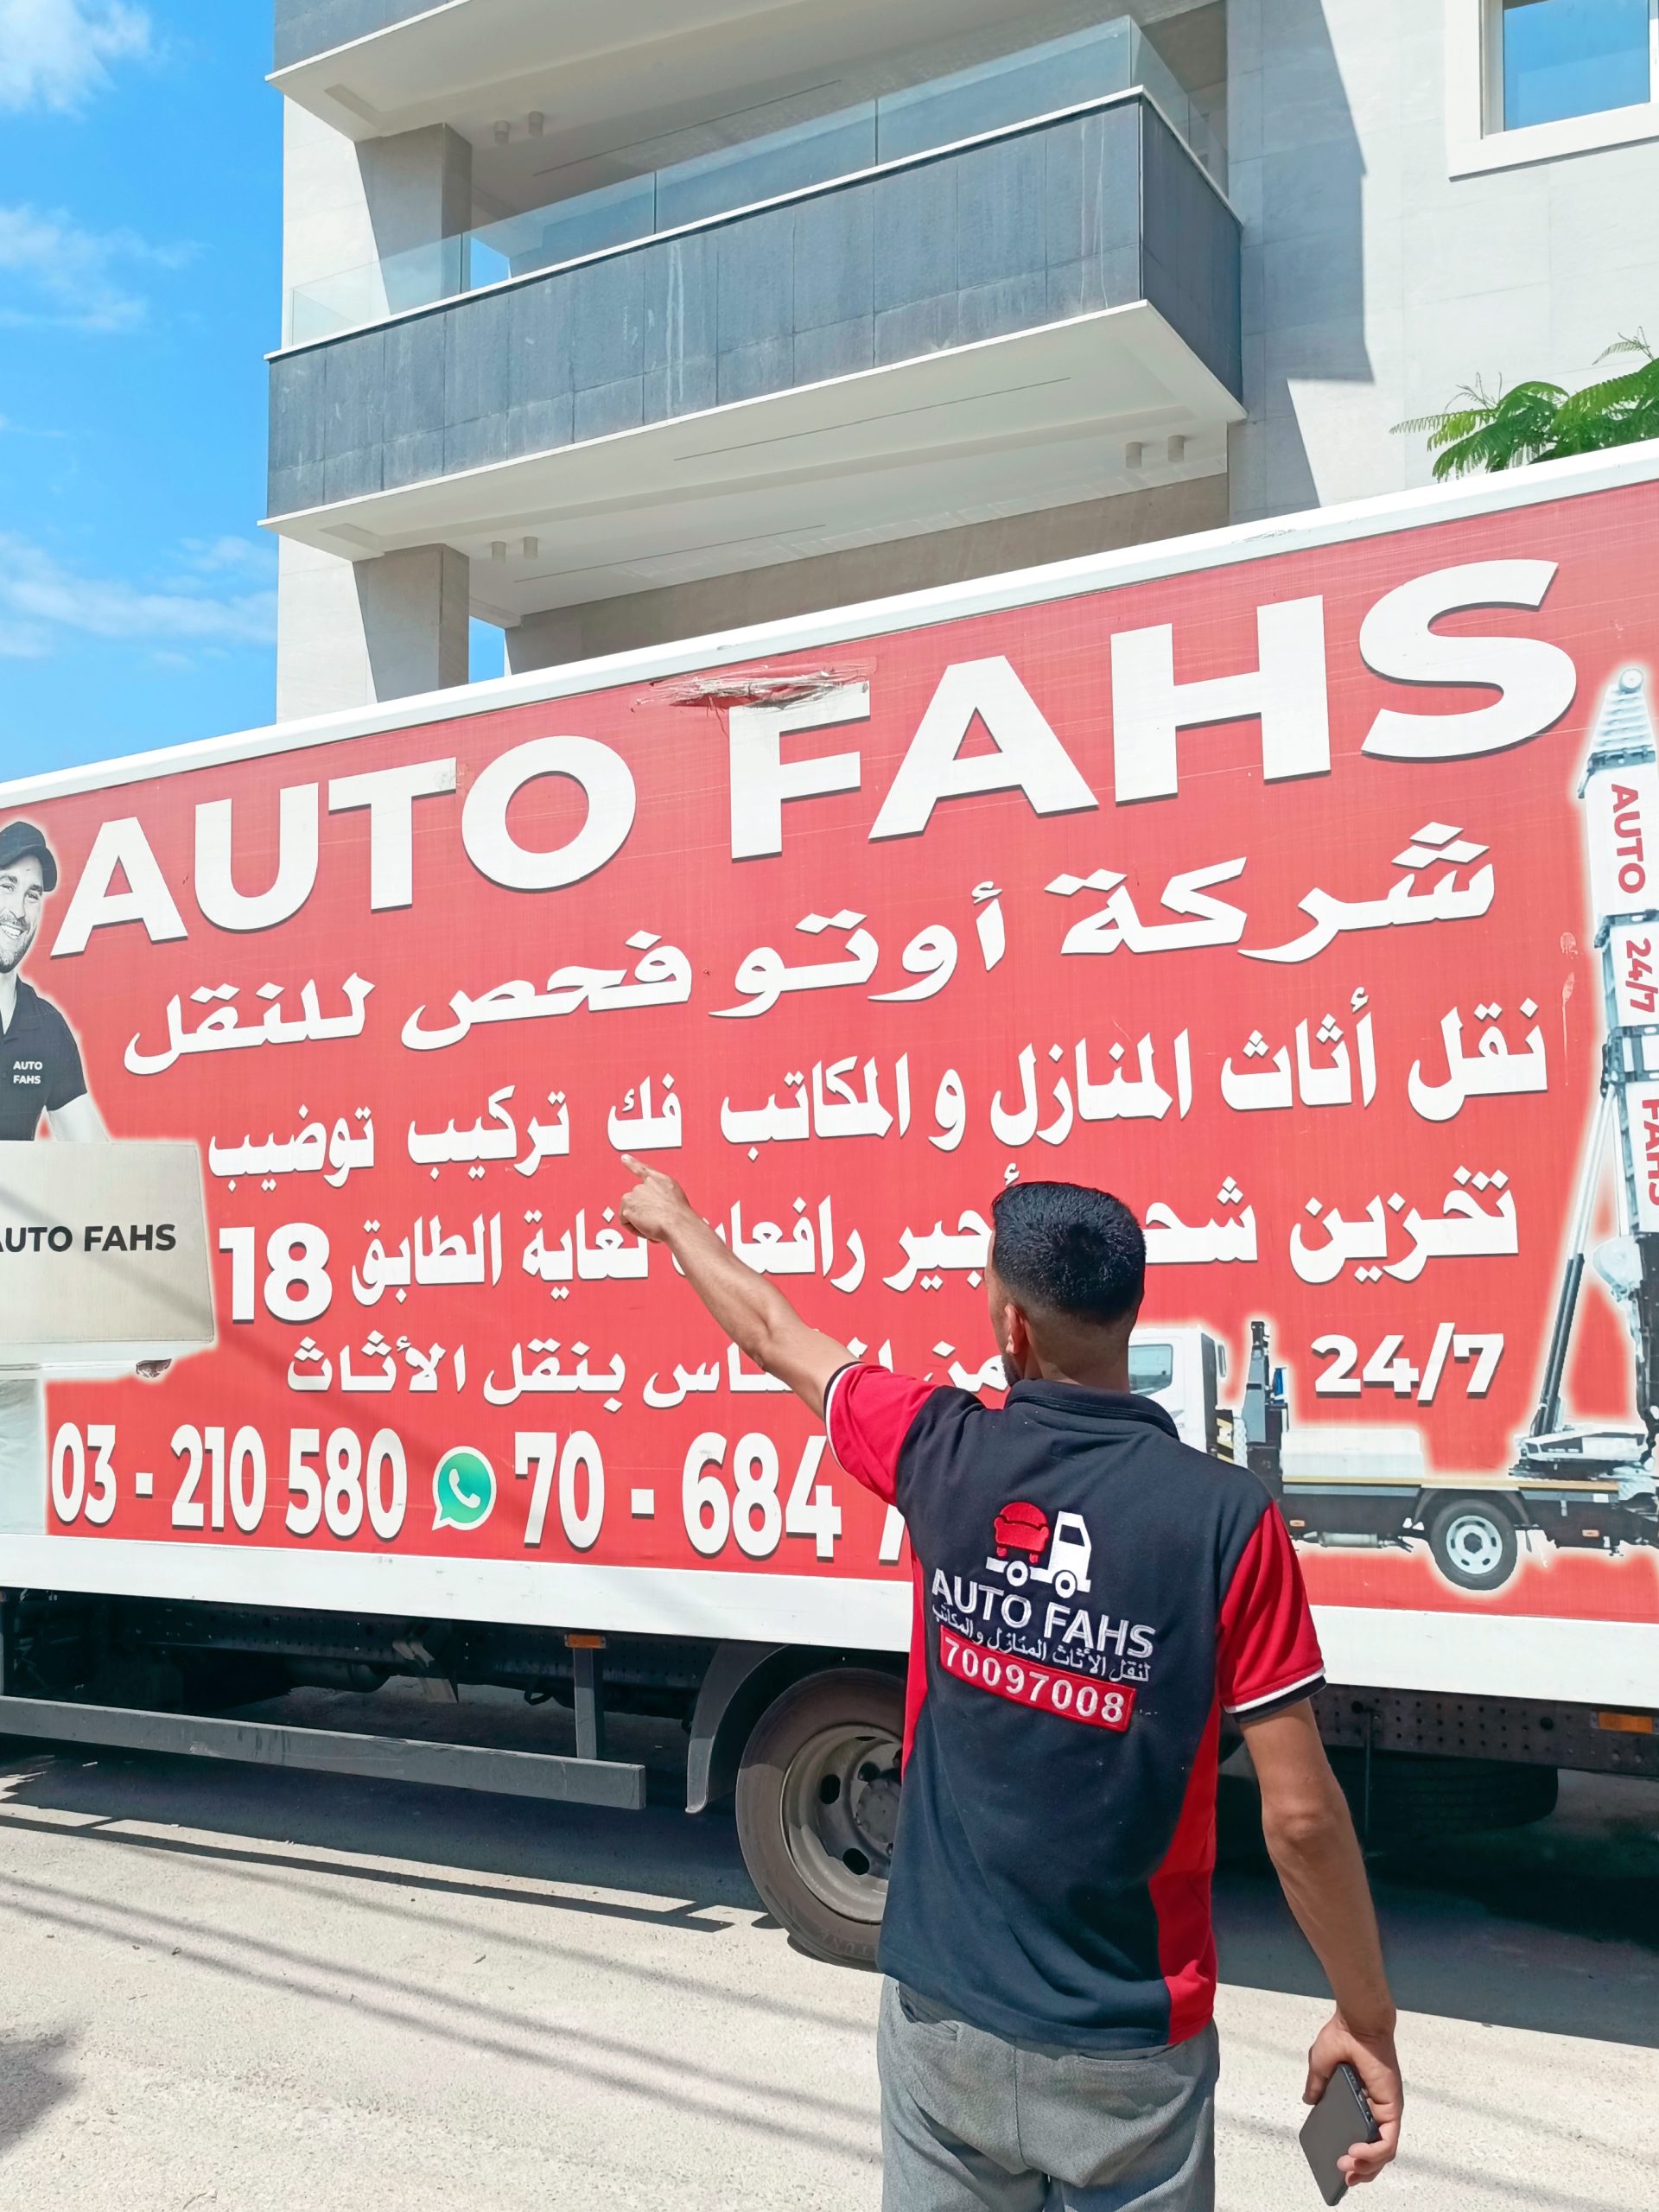 AUTO FAHS
شركة أوتو فحص للنقل
نقل أثاث المنازل و المكاتب فك تركيب توضيب
تخزين شحن رافعات لغاية الطابق 18
24/7 من بنقل الأثاث
03 - 210 580 70 - 684
AUTO
FAHS
AUTO FAHS
AUTO
24/7
FAHS
AUTO FAHS
لنقل الأثاث المنازل والمكاتب
70097008